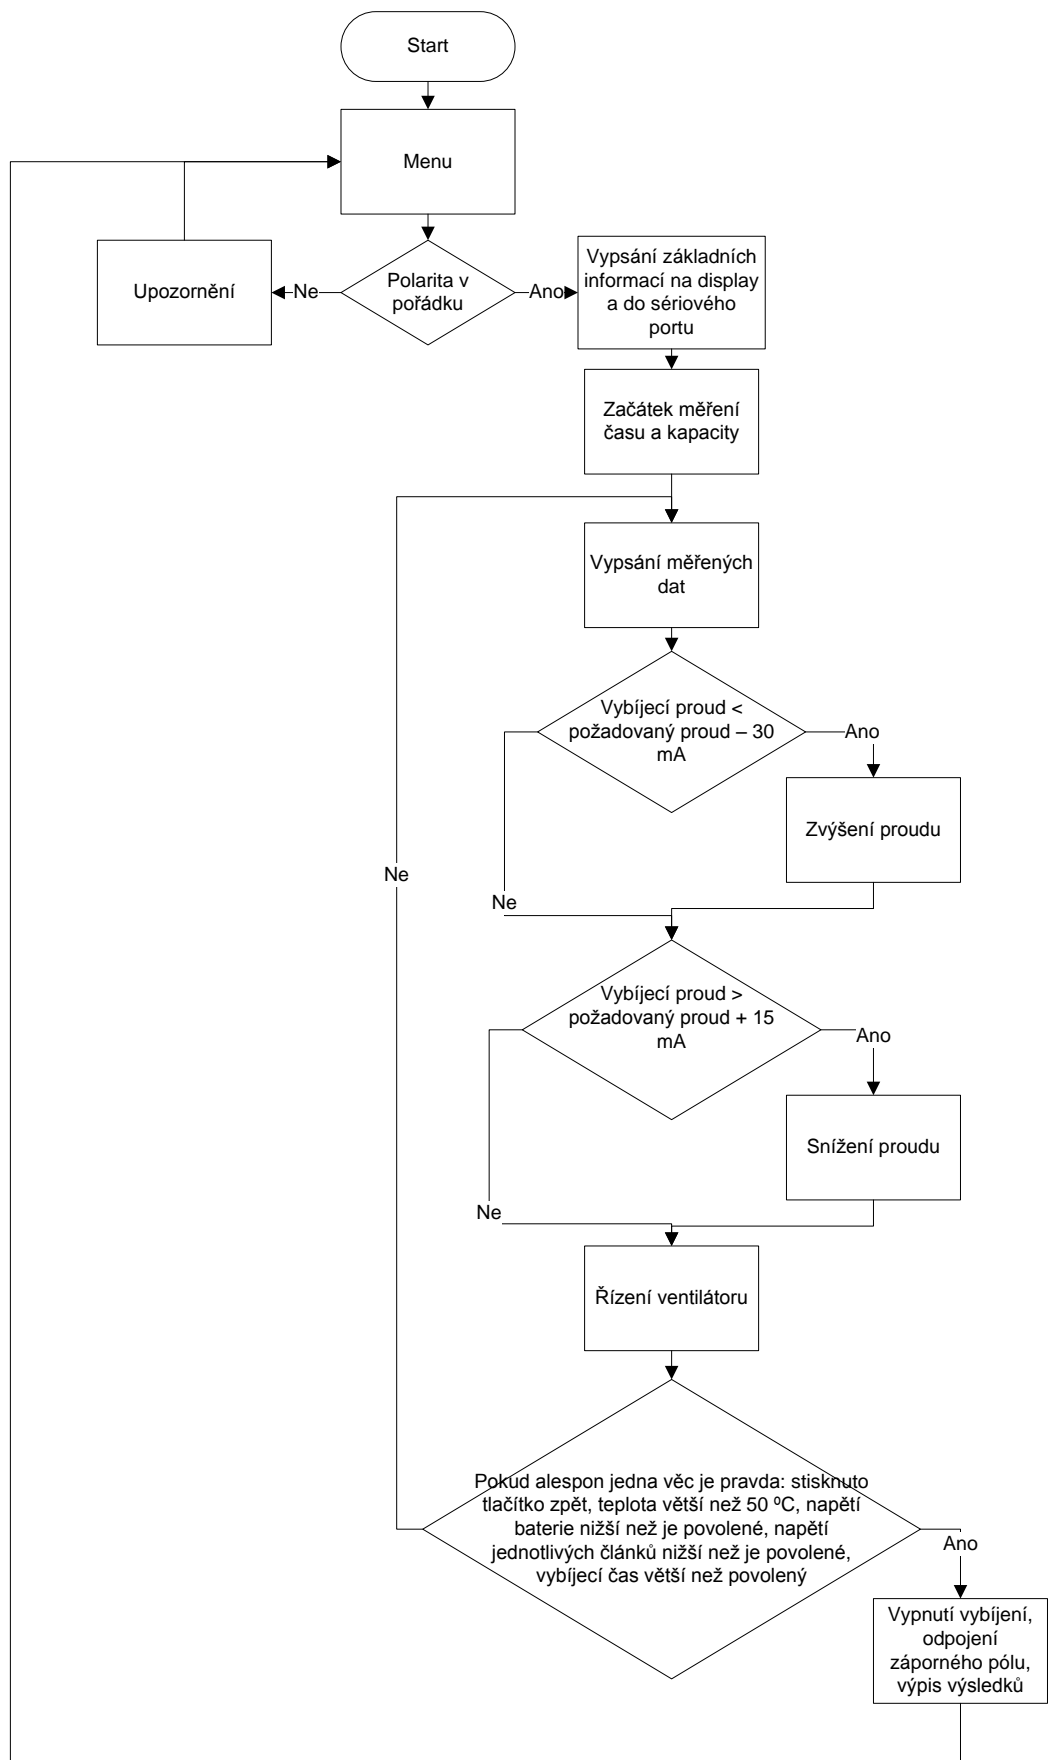 Start
Menu
Polarita v
pořádku
Ne
Upozornění
Ano
Vypsání základních
informací na display
a do sériového
portu
Začátek měření
času a kapacity
Vypsání měřených
dat
Vybíjecí proud <
požadovaný proud – 30
mA
Ano
Zvýšení proudu
Ne
Ne
Vybíjecí proud >
požadovaný proud + 15
mA
Ano
Snížení proudu
Ne
Řízení ventilátoru
Pokud alespon jedna věc je pravda: stisknuto
tlačítko zpět, teplota větší než 50 ºC, napětí
baterie nižší než je povolené, napětí
jednotlivých článků nižší než je povolené,
vybíjecí čas větší než povolený
Ano
Vypnutí vybíjení,
odpojení
záporného pólu,
výpis výsledků